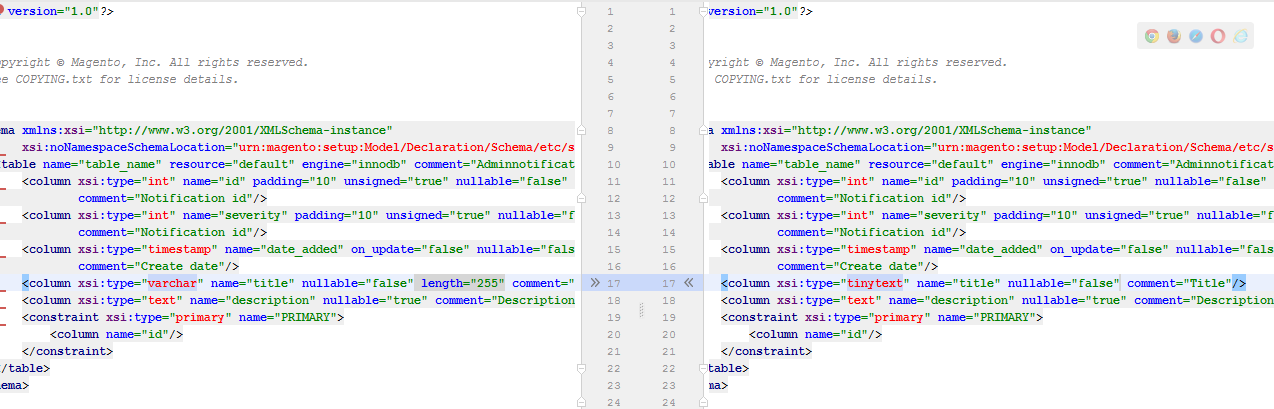 version="1.0"?>
opyright © Magento, Inc. All rights reserved.
ee COPYING.txt for license details.
ema xmlns:xsi="http://www.w3.org/2001/XMLSchema-instance"
xsi:noNamespaceSchemaLocation="urn:magento:setup:Model/Declaration/Schema/etc/s
<table name="table_name" resource="default" engine="innodb" comment="Adminnotificat
<column xsi:type="int" name="id" padding="10" unsigned="true" nullable="false"
comment="Notification id"/>
<column xsi:type="int" name="severity" padding="10" unsigned="true" nullable="f
comment="Notification id"/>
<column xsi:type="timestamp" name="date_added" on_update="false" nullable="fals
comment="Create date"/>
<column xsi:type="varchar" name="title" nullable="false" length="255" comment="
<column xsi:type="text" name="description" nullable="true" comment="Description
<constraint xsi:type="primary" name="PRIMARY">
<column name="id"/>
</constraint>
/table>
ema>
1 1
2 2
3 3
4 4
5 5
6 6
7 7
8 8
9 9
10 10
11 11
12 12
13 13
14 14
15 15
16 16
17 17
18 18
19 19
20 20
21 21
22 22
23 23
24 24
version="1.0"?>
yright © Magento, Inc. All rights reserved.
COPYING.txt for license details.
a xmlns:xsi="http://www.w3.org/2001/XMLSchema-instance"
xsi:noNamespaceSchemaLocation="urn:magento:setup:Model/Declaration/Schema/etc/s
able name="table_name" resource="default" engine="innodb" comment="Adminnotificat
<column xsi:type="int" name="id" padding="10" unsigned="true" nullable="false"
comment="Notification id"/>
<column xsi:type="int" name="severity" padding="10" unsigned="true" nullable="f
comment="Notification id"/>
<column xsi:type="timestamp" name="date_added" on_update="false" nullable="fals
comment="Create date"/>
<column xsi:type="tinytext" name="title" nullable="false" comment="Title"/>
<column xsi:type="text" name="description" nullable="true" comment="Description
<constraint xsi:type="primary" name="PRIMARY">
<column name="id"/>
</constraint>
table>
ma>